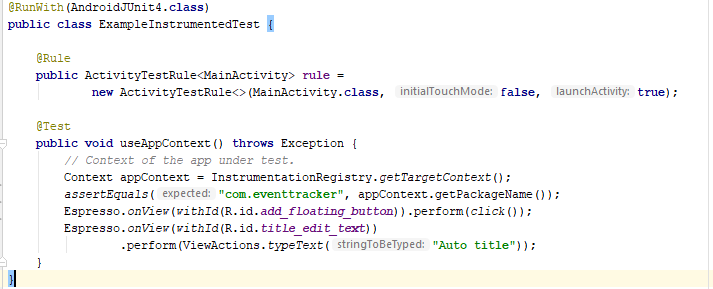 @RunWith(AndroidJUnit4.class)
public class ExampleInstrumentedTest {
@Rule
public ActivityTestRule<MainActivity> rule =
new ActivityTestRule<>(MainActivity.class, initialTouchMode: false, launchActivity: true);
@Test
public void useAppContext() throws Exception {
// Context of the app under test.
Context appContext = InstrumentationRegistry.getTargetContext();
assertEquals( expected: "com.eventtracker", appContext.getPackageName());
Espresso.onView(withId(R.id.add_floating_button)).perform(click());
Espresso.onView(withId(R.id.title_edit_text))
.perform(ViewActions.typeText( stringToBeTyped: "Auto title"));
}
}